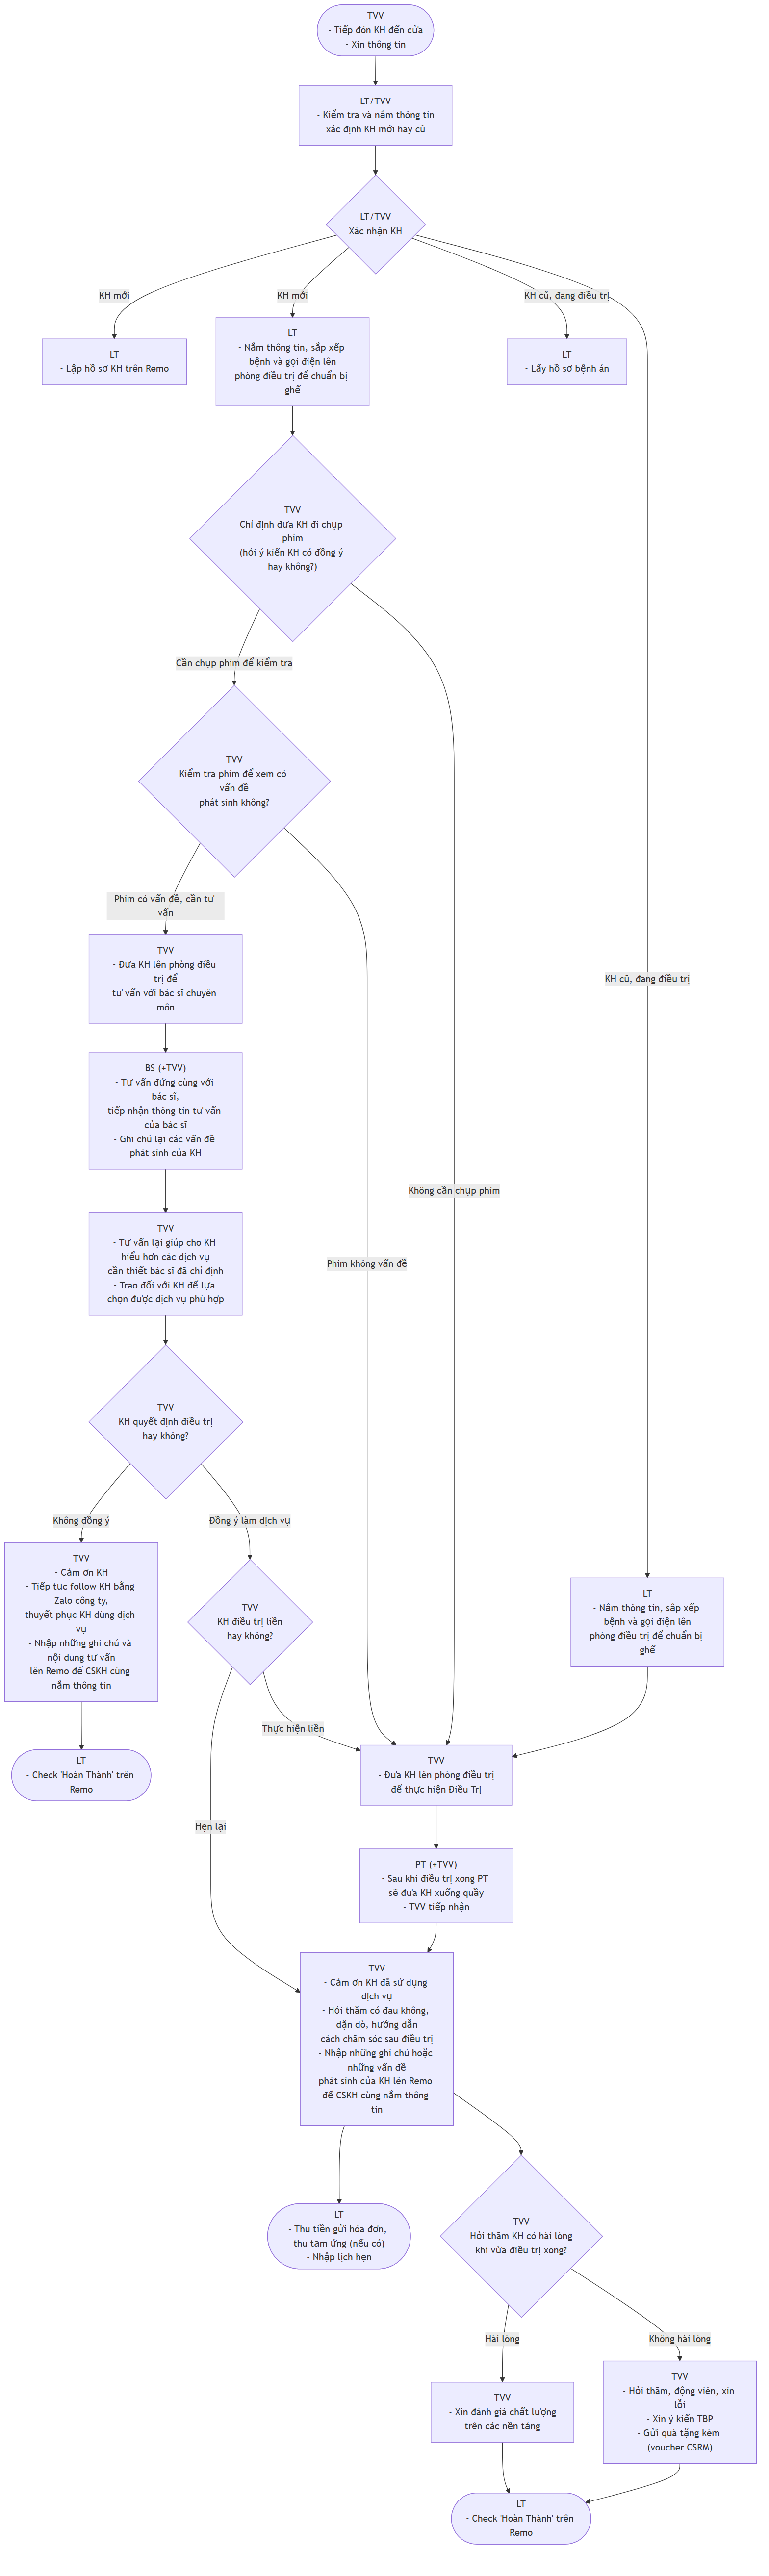 TVV
- Tiếp đón KH đến cửa
- Xin thông tin
LT/TVV
- Kiểm tra và nắm thông tin
xác định KH mới hay cũ
LT/TVV
Xác nhận KH
KH mới
KH mới
KH cũ, đang điều trị
LT
- Lập hồ sơ KH trên Remo
LT
- Nắm thông tin, sắp xếp
bệnh và gọi điện lên
phòng điều trị để chuẩn bị
ghế
LT
- Lấy hồ sơ bệnh án
TVV
Chỉ định đưa KH đi chụp
phim
(hỏi ý kiến KH có đồng ý
hay không?)
Cần chụp phim để kiểm tra
TVV
Kiểm tra phim để xem có
vấn đề
phát sinh không?
Phim có vấn đề, cần tư
vấn
TVV
- Đưa KH lên phòng điều
trị để
tư vấn với bác sĩ chuyên
môn
KH cũ, đang điều trị
BS (+TVV)
- Tư vấn đứng cùng với
bác sĩ,
tiếp nhận thông tin tư vấn
của bác sĩ
- Ghi chú lại các vấn đề
phát sinh của KH
Không cần chụp phim
TVV
- Tư vấn lại giúp cho KH
hiểu hơn các dịch vụ
cần thiết bác sĩ đã chỉ định
- Trao đổi với KH để lựa
chọn được dịch vụ phù hợp
Phim không vấn đề
TVV
KH quyết định điều trị
hay không?
Không đồng ý
Đồng ý làm dịch vụ
TVV
- Cảm ơn KH
- Tiếp tục follow KH bằng
Zalo công ty,
thuyết phục KH dùng dịch
vụ
- Nhập những ghi chú và
nội dung tư vấn
lên Remo để CSKH cùng
nắm thông tin
TVV
KH điều trị liền
hay không?
LT
- Nắm thông tin, sắp xếp
bệnh và gọi điện lên
phòng điều trị để chuẩn bị
ghế
Thực hiện liền
LT
- Check 'Hoàn Thành' trên
Remo
TVV
- Đưa KH lên phòng điều trị
để thực hiện Điều Trị
Hẹn lại
PT (+TVV)
- Sau khi điều trị xong PT
sẽ đưa KH xuống quầy
- TVV tiếp nhận
TVV
- Cảm ơn KH đã sử dụng
dịch vụ
- Hỏi thăm có đau không,
dặn dò, hướng dẫn
cách chăm sóc sau điều trị
- Nhập những ghi chú hoặc
những vấn đề
phát sinh của KH lên Remo
để CSKH cùng nắm thông
tin
LT
- Thu tiền gửi hóa đơn,
thu tạm ứng (nếu có)
- Nhập lịch hẹn
TVV
Hỏi thăm KH có hài lòng
khi vừa điều trị xong?
Hài lòng
Không hài lòng
TVV
- Xin đánh giá chất lượng
trên các nền tảng
TVV
- Hỏi thăm, động viên, xin
lỗi
- Xin ý kiến TBP
- Gửi quà tặng kèm
(voucher CSRM)
LT
- Check 'Hoàn Thành' trên
Remo